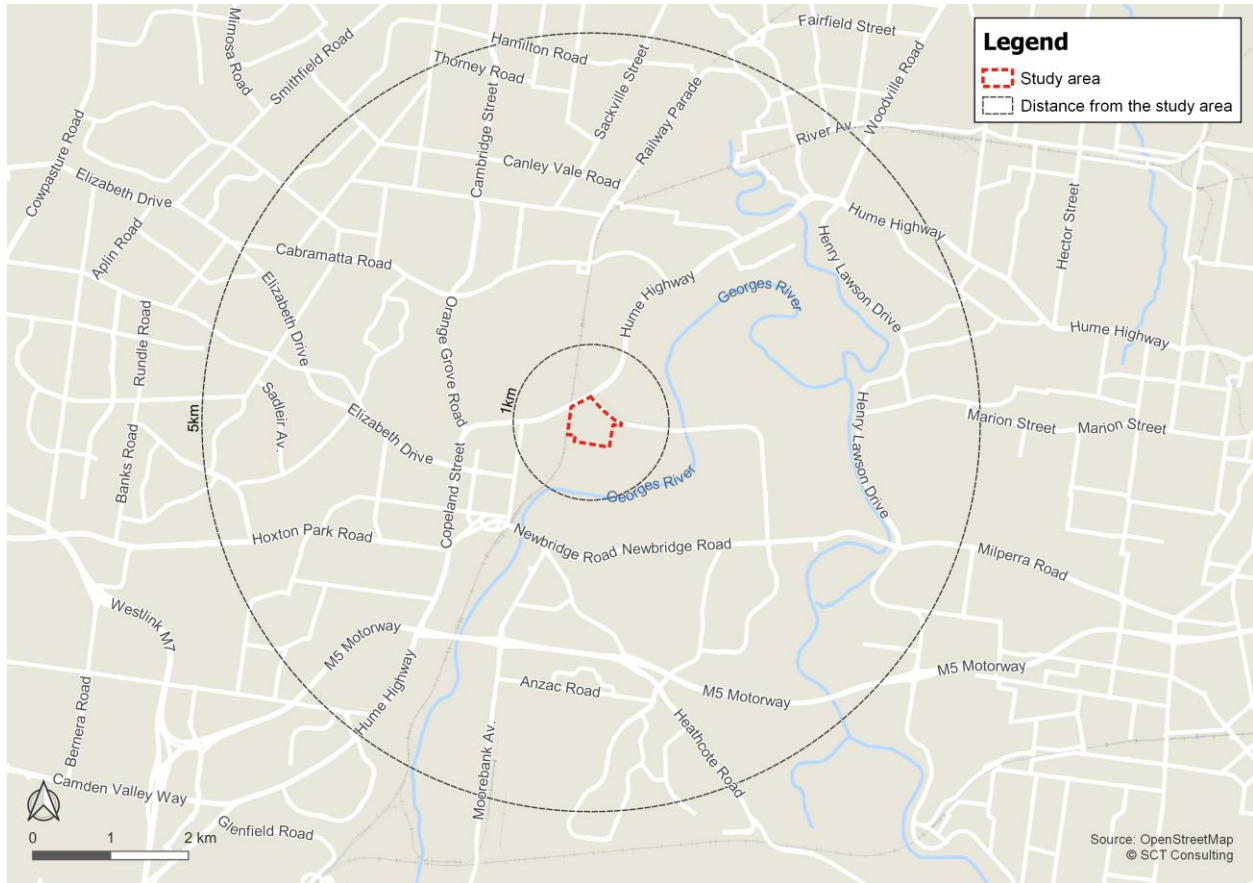 Fairfield Street
Mimosa Road
Smithfield Road
Hamilton Road
Thorney Road
Sackville Street
Woodville Road
Legend
Study area
Distance from the study area
Cambridge Street
Railway Parade
River Av.
Cowpasture Road
Elizabeth Drive
Canley Vale Road
Aplin Road
Hume Highway
Hector Street
Cabramatta Road
Henry Lawson Drive
Elizabeth Drive
Orange Grove Road
Hume Highway
Georges River
Hume Highway
Rundle Road
Sadleir Av.
5km
1km
Henry Lawson Drive
Elizabeth Drive
Marion Street
Marion Street
Banks Road
Copeland Street
Georges River
Hoxton Park Road
Newbridge Road
Newbridge Road
Milperra Road
Westlink M7
M5 Motorway
Hume Highway
Anzac Road
M5 Motorway
M5 Motorway
Bernera Road
Moorebank Av.
Heathcote Road
Camden Valley Way
Glenfield Road
0 1 2 km
Source: OpenStreetMap
© SCT Consulting